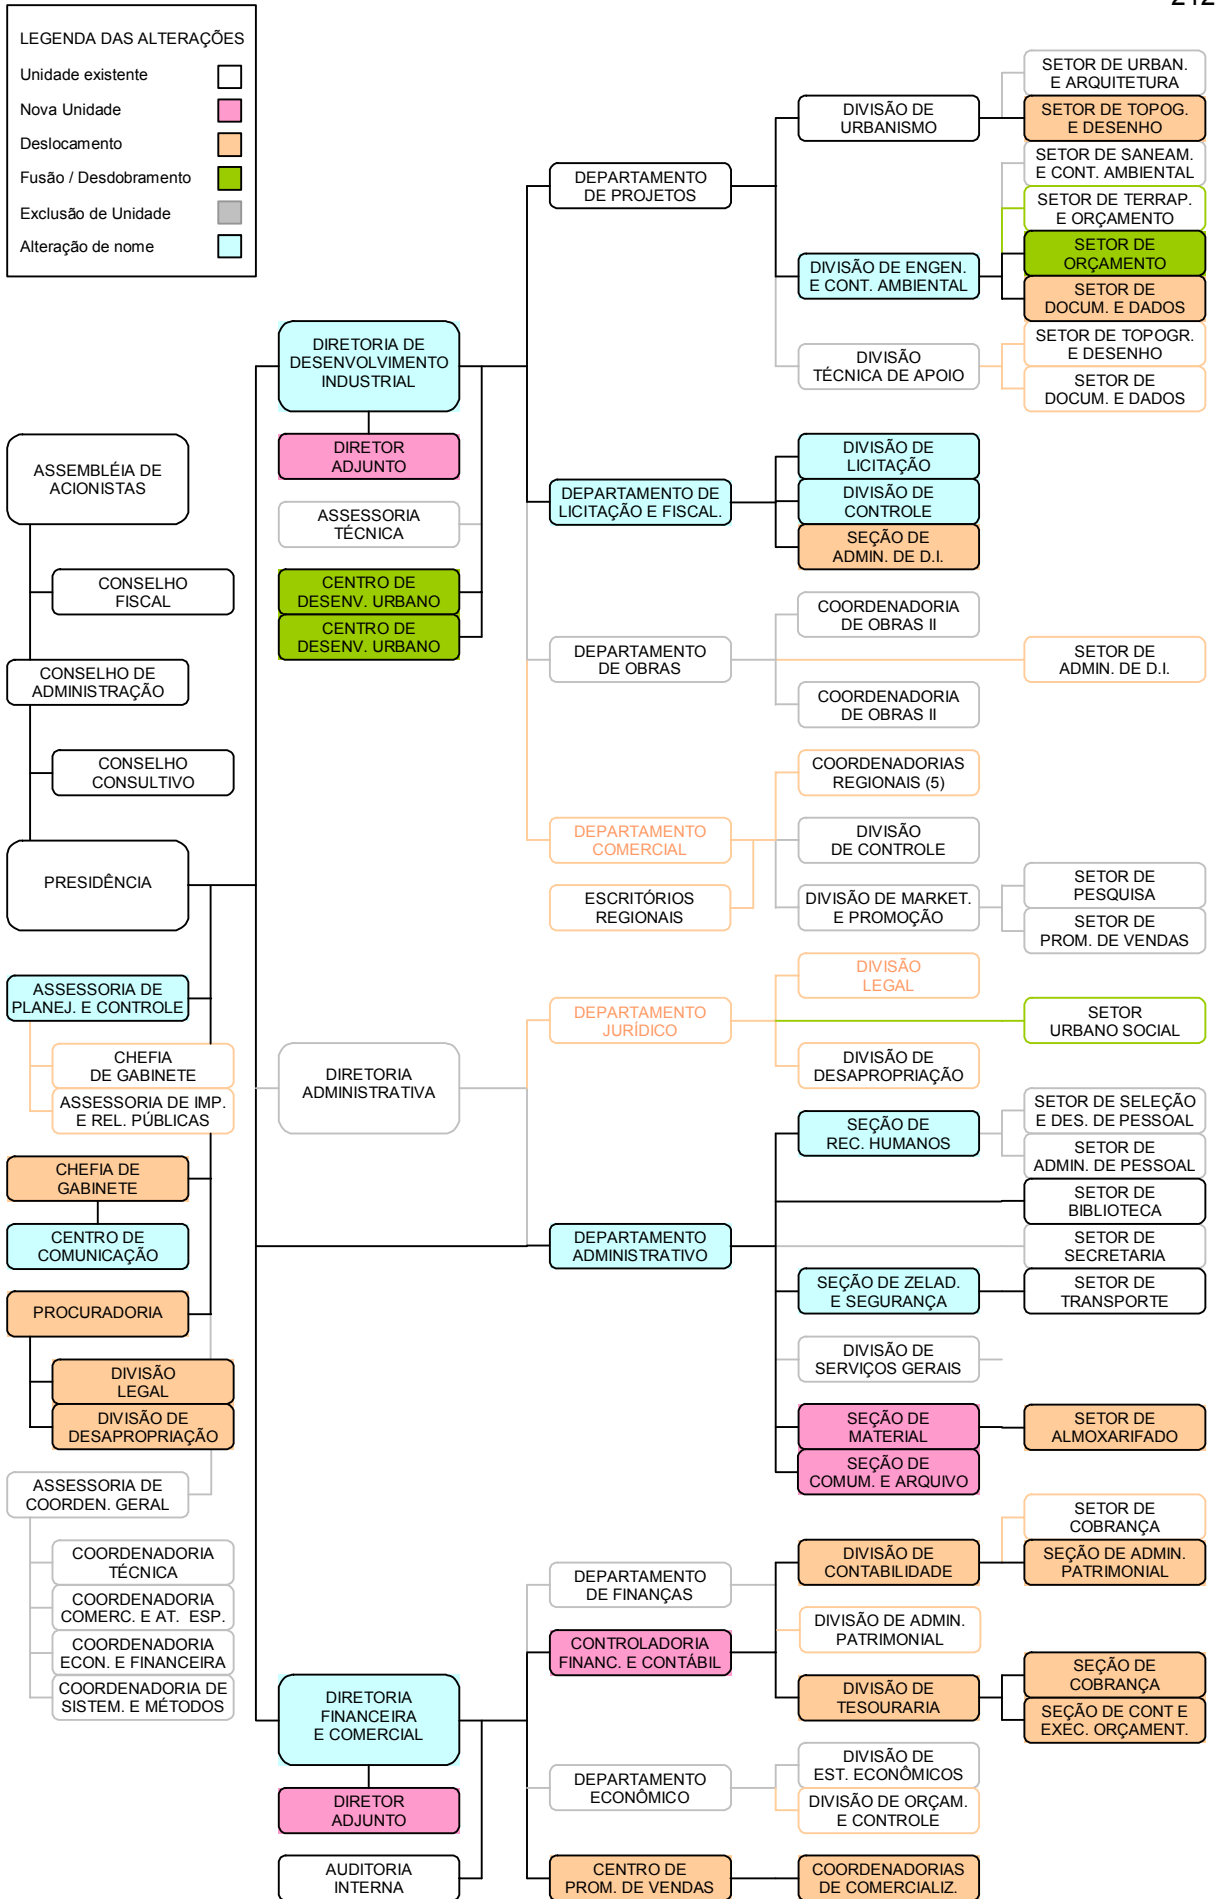 212
LEGENDA DAS ALTERAÇÕES
Unidade existente
Nova Unidade
Deslocamento
Fusão / Desdobramento
Exclusão de Unidade
Alteração de nome
ASSEMBLÉIA DE
ACIONISTAS
CONSELHO
FISCAL
CONSELHO DE
ADMINISTRAÇÃO
CONSELHO
CONSULTIVO
PRESIDÊNCIA
ASSESSORIA DE
PLANEJ. E CONTROLE
CHEFIA
DE GABINETE
ASSESSORIA DE IMP.
E REL. PÚBLICAS
CHEFIA DE
GABINETE
CENTRO DE
COMUNICAÇÃO
PROCURADORIA
DIVISÃO
LEGAL
DIVISÃO DE
DESAPROPRIAÇÃO
ASSESSORIA DE
COORDEN. GERAL
COORDENADORIA
TÉCNICA
COORDENADORIA
COMERC. E AT. ESP.
COORDENADORIA
ECON. E FINANCEIRA
COORDENADORIA DE
SISTEM. E MÉTODOS
DIRETORIA DE
DESENVOLVIMENTO
INDUSTRIAL
DIRETOR
ADJUNTO
ASSESSORIA
TÉCNICA
CENTRO DE
DESENV. URBANO
CENTRO DE
DESENV. URBANO
DIRETORIA
ADMINISTRATIVA
DIRETORIA
FINANCEIRA
E COMERCIAL
DIRETOR
ADJUNTO
AUDITORIA
INTERNA
DEPARTAMENTO
DE PROJETOS
DEPARTAMENTO DE
LICITAÇÃO E FISCAL.
DEPARTAMENTO
DE OBRAS
DEPARTAMENTO
COMERCIAL
ESCRITÓRIOS
REGIONAIS
DEPARTAMENTO
JURÍDICO
DEPARTAMENTO
ADMINISTRATIVO
DEPARTAMENTO
DE FINANÇAS
CONTROLADORIA
FINANC. E CONTÁBIL
DEPARTAMENTO
ECONÔMICO
CENTRO DE
PROM. DE VENDAS
DIVISÃO DE
URBANISMO
DIVISÃO DE ENGEN.
E CONT. AMBIENTAL
DIVISÃO
TÉCNICA DE APOIO
DIVISÃO DE
LICITAÇÃO
DIVISÃO DE
CONTROLE
SEÇÃO DE
ADMIN. DE D.I.
COORDENADORIA
DE OBRAS II
COORDENADORIA
DE OBRAS II
COORDENADORIAS
REGIONAIS (5)
DIVISÃO
DE CONTROLE
DIVISÃO DE MARKET.
E PROMOÇÃO
DIVISÃO
LEGAL
DIVISÃO DE
DESAPROPRIAÇÃO
SEÇÃO DE
REC. HUMANOS
SEÇÃO DE ZELAD.
E SEGURANÇA
DIVISÃO DE
SERVIÇOS GERAIS
SEÇÃO DE
MATERIAL
SEÇÃO DE
COMUM. E ARQUIVO
DIVISÃO DE
CONTABILIDADE
DIVISÃO DE ADMIN.
PATRIMONIAL
DIVISÃO DE
TESOURARIA
DIVISÃO DE
EST. ECONÔMICOS
DIVISÃO DE ORÇAM.
E CONTROLE
COORDENADORIAS
DE COMERCIALIZ.
SETOR DE URBAN.
E ARQUITETURA
SETOR DE TOPOG.
E DESENHO
SETOR DE SANEAM.
E CONT. AMBIENTAL
SETOR DE TERRAP.
E ORÇAMENTO
SETOR DE
ORÇAMENTO
SETOR DE
DOCUM. E DADOS
SETOR DE TOPOGR.
E DESENHO
SETOR DE
DOCUM. E DADOS
SETOR DE
ADMIN. DE D.I.
SETOR DE
PESQUISA
SETOR DE
PROM. DE VENDAS
SETOR
URBANO SOCIAL
SETOR DE SELEÇÃO
E DES. DE PESSOAL
SETOR DE
ADMIN. DE PESSOAL
SETOR DE
BIBLIOTECA
SETOR DE
SECRETARIA
SETOR DE
TRANSPORTE
SETOR DE
ALMOXARIFADO
SETOR DE
COBRANÇA
SEÇÃO DE ADMIN.
PATRIMONIAL
SEÇÃO DE
COBRANÇA
SEÇÃO DE CONT E
EXEC. ORÇAMENT.